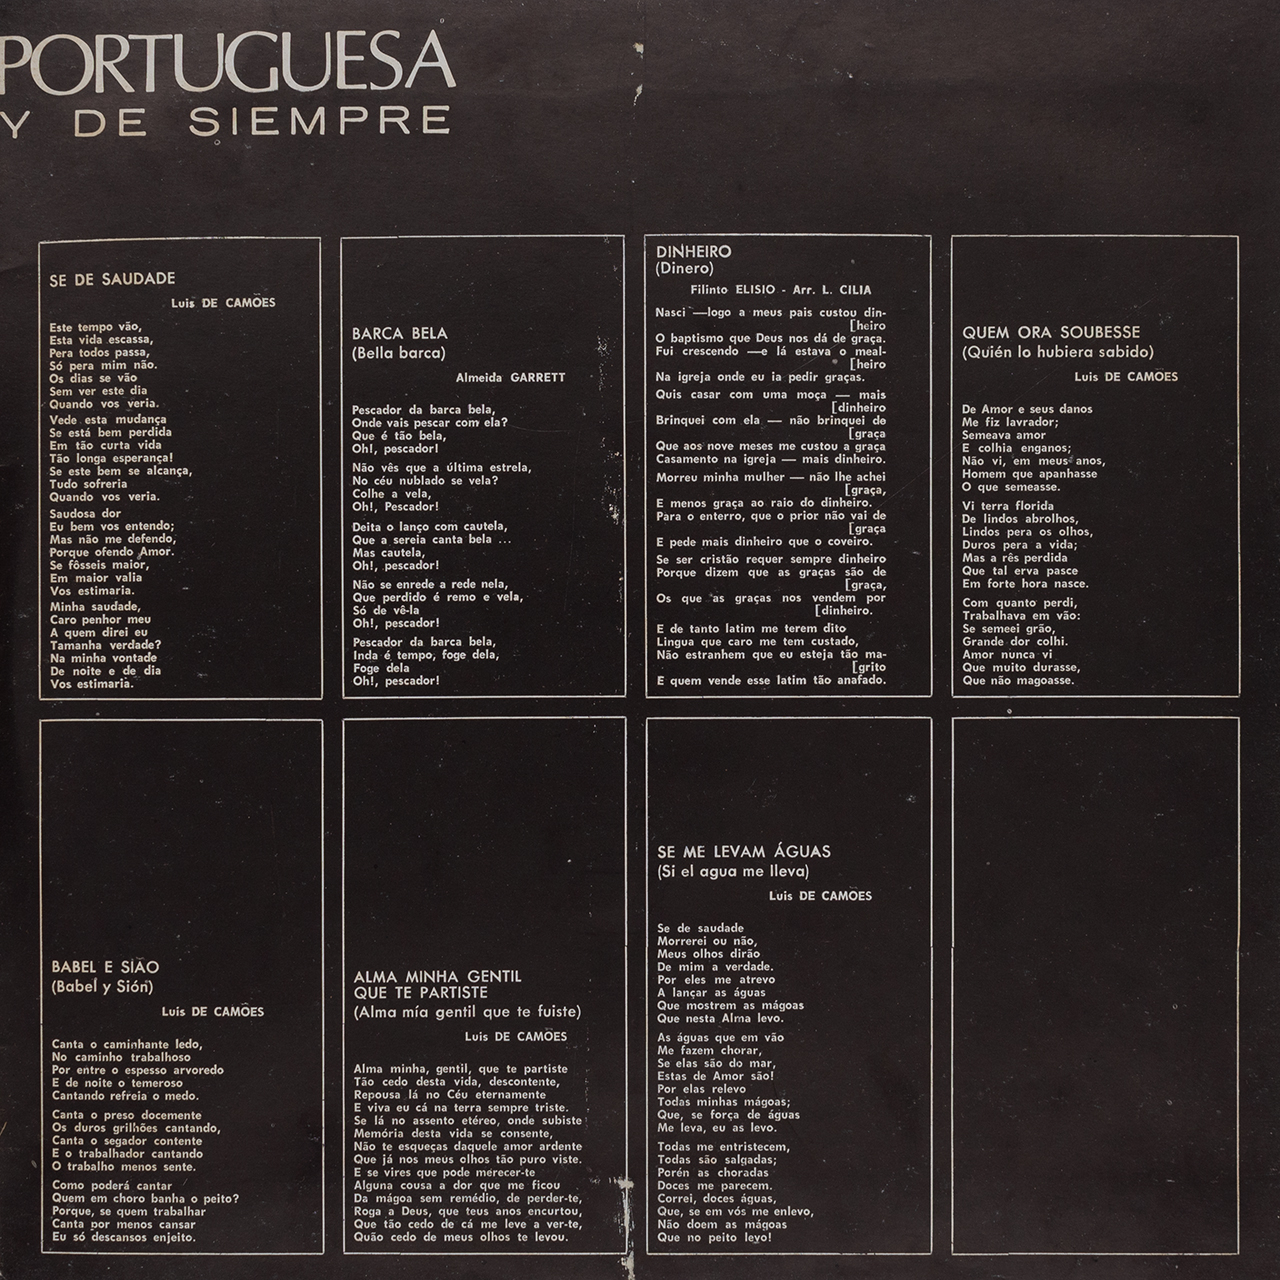 PORTUGUESA
Y DE SIEMPRE
SE DE SAUDADE
Luis DE CAMÕES
Este tempo vão,
Esta vida escassa,
Pera todos passa,
Só pera mim não.
Os dias se vão
Sem ver este dia
Quando vos veria.
Vede esta mudança
Se está bem perdida
Em tão curta vida
Tão longa esperança!
Se este bem se alcança,
Tudo sofreria
Quando vos veria.
Saudosa dor
Eu bem vos entendo;
Mas não me defendo,
Porque ofendo Amor.
Se fôsseis maior,
Em maior valia
Vos estimaria.
Minha saudade,
Caro penhor meu
A quem direi eu
Tamanha verdade?
Na minha vontade
De noite e de dia
Vos estimaria.
BARCA BELA
(Bella barca)
Almeida GARRETT
Pescador da barca bela,
Onde vais pescar com ela?
Que é tão bela,
Oh!, pescador!
Não vês que a última estrela,
No céu nublado se vela?
Colhe a vela,
Oh!, Pescador!
Deita o lanço com cautela,
Que a sereia canta bela ...
Mas cautela,
Oh!, pescador!
Não se enrede a rede nela,
Que perdido é remo e vela,
Só de vê-la
Oh!, pescador!
Pescador da barca bela,
Inda é tempo, foge dela,
Foge dela
Oh!, pescador!
DINHEIRO
(Dinero)
Filinto ELISIO - Arr. L. CILIA
Nasci —logo a meus pais custou din-
[heiro
O baptismo que Deus nos dá de graça.
Fui crescendo —e lá estava o meal-
[heiro
Na igreja onde eu ia pedir graças.
Quis casar com uma moça — mais
[dinheiro
Brinquei com ela — não brinquei de
[graça
Que aos nove meses me custou a graça
Casamento na igreja — mais dinheiro.
Morreu minha mulher — não lhe achei
[graça,
E menos graça ao raio do dinheiro.
Para o enterro, que o prior não vai de
[graça
E pede mais dinheiro que o coveiro.
Se ser cristão requer sempre dinheiro
Porque dizem que as graças são de
[graça,
Os que as graças nos vendem por
[dinheiro.
E de tanto latim me terem dito
Lingua que caro me tem custado,
Não estranhem que eu esteja tão ma-
[grito
E quem vende esse latim tão anafado.
QUEM ORA SOUBESSE
(Quién lo hubiera sabido)
Luis DE CAMÕES
De Amor e seus danos
Me fiz lavrador;
Semeava amor
E colhia enganos;
Não vi, em meus anos,
Homem que apanhasse
O que semeasse.
Vi terra florida
De lindos abrolhos,
Lindos pera os olhos,
Duros pera a vida;
Mas a rês perdida
Que tal erva pasce
Em forte hora nasce.
Com quanto perdi,
Trabalhava em vão:
Se semeei grão,
Grande dor colhi.
Amor nunca vi
Que muito durasse,
Que não magoasse.
BABEL E SIÃO
(Babel y Sión)
Luis DE CAMÕES
Canta o caminhante ledo,
No caminho trabalhoso
Por entre o espesso arvoredo
E de noite o temeroso
Cantando refreia o medo.
Canta o preso docemente
Os duros grilhões cantando,
Canta o segador contente
E o trabalhador cantando
O trabalho menos sente.
Como poderá cantar
Quem em choro banha o peito?
Porque, se quem trabalhar
Canta por menos cansar
Eu só descansos enjeito.
ALMA MINHA GENTIL
QUE TE PARTISTE
(Alma mía gentil que te fuiste)
Luis DE CAMÕES
Alma minha, gentil, que te partiste
Tão cedo desta vida, descontente,
Repousa lá no Céu eternamente
E viva eu cá na terra sempre triste.
Se lá no assento etéreo, onde subiste
Memória desta vida se consente,
Não te esqueças daquele amor ardente
Que já nos meus olhos tão puro viste.
E se vires que pode merecer-te
Alguna cousa a dor que me ficou
Da mágoa sem remédio, de perder-te,
Roga a Deus, que teus anos encurtou,
Que tão cedo de cá me leve a ver-te,
Quão cedo de meus olhos te levou.
SE ME LEVAM ÁGUAS
(Si el agua me lleva)
Luis DE CAMÕES
Se de saudade
Morrerei ou não,
Meus olhos dirão
De mim a verdade.
Por eles me atrevo
A lançar as águas
Que mostrem as mágoas
Que nesta Alma levo.
As águas que em vão
Me fazem chorar,
Se elas são do mar,
Estas de Amor são!
Por elas relevo
Todas minhas mágoas;
Que, se força de águas
Me leva, eu as levo.
Todas me entristecem,
Todas são salgadas;
Porén as choradas
Doces me parecem.
Correi, doces águas,
Que, se em vós me enlevo,
Não doem as mágoas
Que no peito levo!